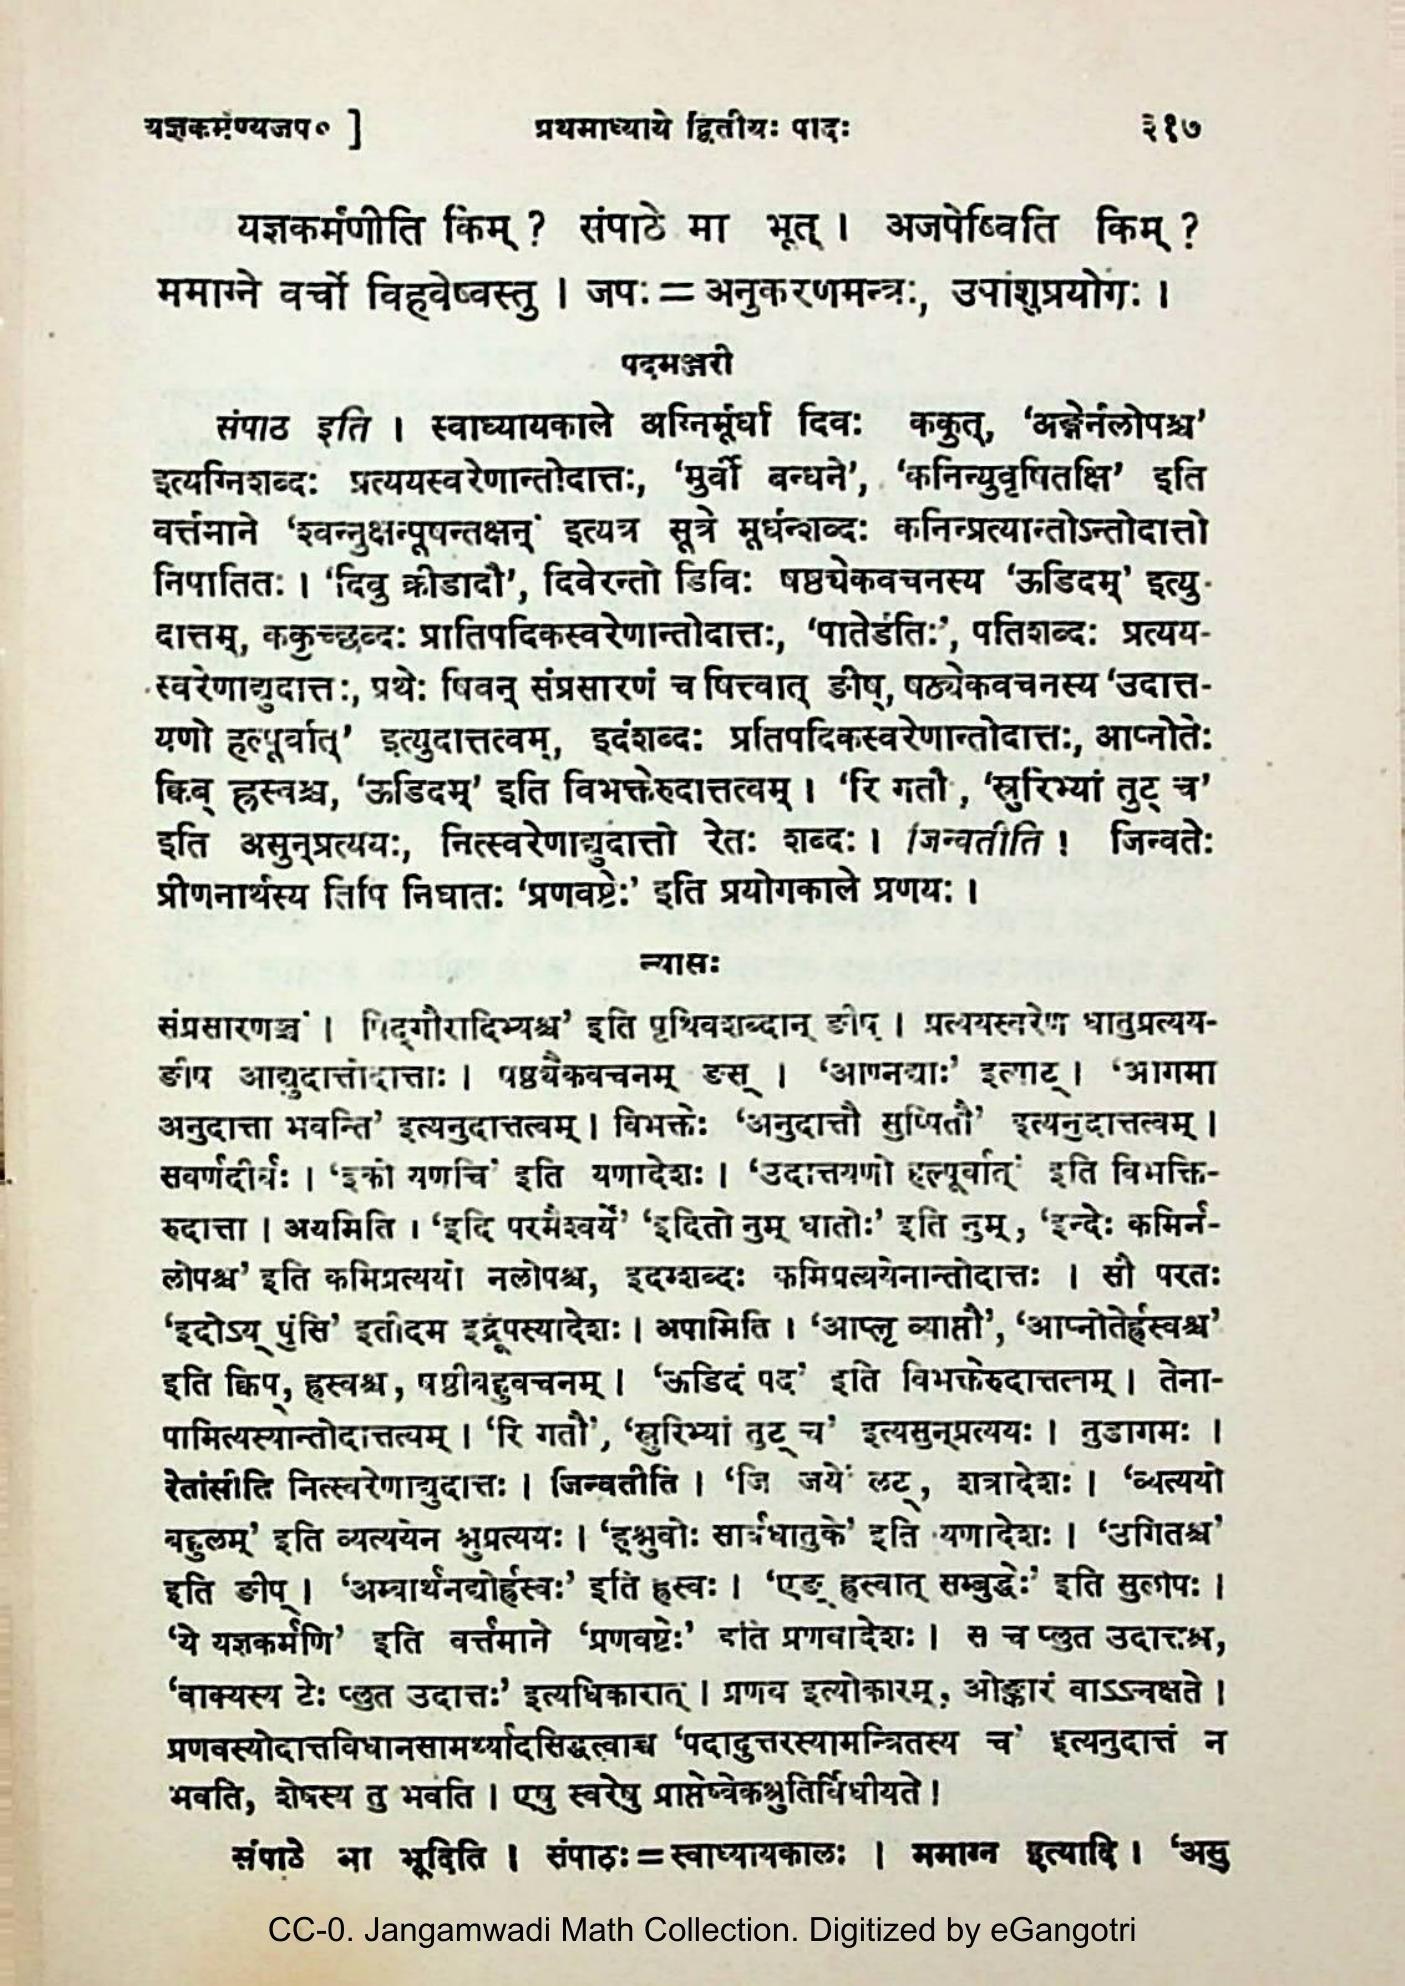 यज्ञकर्मण्यजप० ] प्रथमाध्याये द्वितीयः पादः ३१७
यज्ञकर्मणीति किम् ? संपाठे मा भूत् । अजपेष्विति किम् ?
ममाग्ने वर्चो विहवेष्वस्तु । जपः = अनुकरणमन्त्रः, उपांशुप्रयोगः ।
पदमञ्जरी
संपाठ इति । स्वाध्यायकाले अग्निर्मूर्धा दिवः ककुत्, ‘अङ्गेर्नलोपश्च’
इत्यग्निशब्दः प्रत्ययस्वरेणान्तोदात्तः, ‘मुर्वी बन्धने’, ‘कनिन्युवृषितक्षि’ इति
वर्त्तमाने ‘श्वन्नुक्षन्पूषन्तक्षन्’ इत्यत्र सूत्रे मूर्धन्शब्दः कनिन्प्रत्यान्तोऽन्तोदात्तो
निपातितः । ‘दिवु क्रीडादौ’, दिवेरन्तो डिविः षष्ठ्येकवचनस्य ‘ऊडिदम्’ इत्यु-
दात्तम्, ककुच्छब्दः प्रातिपदिकस्वरेणान्तोदात्तः, ‘पातेर्डतिः’, पतिशब्दः प्रत्यय-
स्वरेणाद्युदात्तः, प्रथेः षिवन् संप्रसारणं च षित्त्वात् ङीष्, षठ्येकवचनस्य ‘उदात्त-
यणो हल्पूर्वात्’ इत्युदात्तत्वम्, इदंशब्दः प्रतिपदिकस्वरेणान्तोदात्तः, आप्नोतेः
क्विब् ह्रस्वश्च, ‘ऊडिदम्’ इति विभक्तेरुदात्तत्वम् । ‘रि गतौ, ‘स्रुरिभ्यां तुट् च’
इति असुन्प्रत्ययः, नित्स्वरेणाद्युदात्तो रेतः शब्दः । जिन्वतीति ! जिन्वतेः
प्रीणनार्थस्य तिपि निघातः ‘प्रणवष्टेः’ इति प्रयोगकाले प्रणयः ।
न्यासः
संप्रसारणञ्च’ । षिद्गौरादिभ्यश्च’ इति पृथिवशब्दान् ङीष् । प्रत्ययस्वरेण धातुप्रत्यय-
ङीष आद्युदात्तोदात्ताः । षष्ठ्यैकवचनम् ङस् । ‘आण्नद्याः’ इत्याट् । ‘आगमा
अनुदात्ता भवन्ति’ इत्यनुदात्तत्वम् । विभक्तेः ‘अनुदात्तौ सुप्पितौ’ इत्यनुदात्तत्वम् ।
सवर्णदीर्घः । ‘इको यणचि’ इति यणादेशः । ‘उदात्तयणो हल्पूर्वात्’ इति विभक्ति-
रुदात्ता । अयमिति । ‘इदि परमैश्वर्ये’ ‘इदितो नुम् धातोः’ इति नुम्, ‘इन्देः कमिर्न-
लोपश्च’ इति कमिप्रत्ययो नलोपश्च, इदम्शब्दः कमिप्रत्ययेनान्तोदात्तः । सौ परतः
‘इदोऽय् पुंसि’ इतीदम इद्रूपस्यादेशः । अपामिति । ‘आप्लृ व्याप्तौ’, ‘आप्नोतेर्ह्रस्वश्च’
इति क्विप्, ह्रस्वश्च, षष्ठीबहुवचनम् । ‘ऊडिदं पद’ इति विभक्तेरुदात्तत्वम् । तेना-
पामित्यस्यान्तोदात्तत्वम् । ‘रि गतौ’, ‘स्रुरिभ्यां तुट् च’ इत्यसुन्प्रत्ययः । तुडागमः ।
रेतांसीति नित्स्वरेणाद्युदात्तः । जिन्वतीति । ‘जि जये’ लट्, शत्रादेशः । ‘व्यत्ययो
बहुलम्’ इति व्यत्ययेन श्नुप्रत्ययः । ‘हुश्नुवोः सार्वधातुके’ इति यणादेशः । ‘उगितश्च’
इति ङीप् । ‘अम्बार्थनद्योर्ह्रस्वः’ इति ह्रस्वः । ‘एङ् ह्रस्वात् सम्बुद्धेः’ इति सुलोपः ।
‘ये यज्ञकर्मणि’ इति वर्त्तमाने ‘प्रणवष्टेः’ इति प्रणवादेशः । स च प्लुत उदात्तश्च,
‘वाक्यस्य टेः प्लुत उदात्तः’ इत्यधिकारात् । प्रणव इत्योकारम्, ओङ्कारं वाऽऽचक्षते ।
प्रणवस्योदात्तविधानसामर्थ्यादसिद्धत्वाच्च ‘पदादुत्तरस्यामन्त्रितस्य च’ इत्यनुदात्तं न
भवति, शेषस्य तु भवति । एषु स्वरेषु प्राप्तेष्वेकश्रुतिर्विधीयते ।
संपाठे मा भूदिति । संपाठः = स्वाध्यायकालः । ममाग्न इत्यादि । ‘असु
CC-0. Jangamwadi Math Collection. Digitized by eGangotri